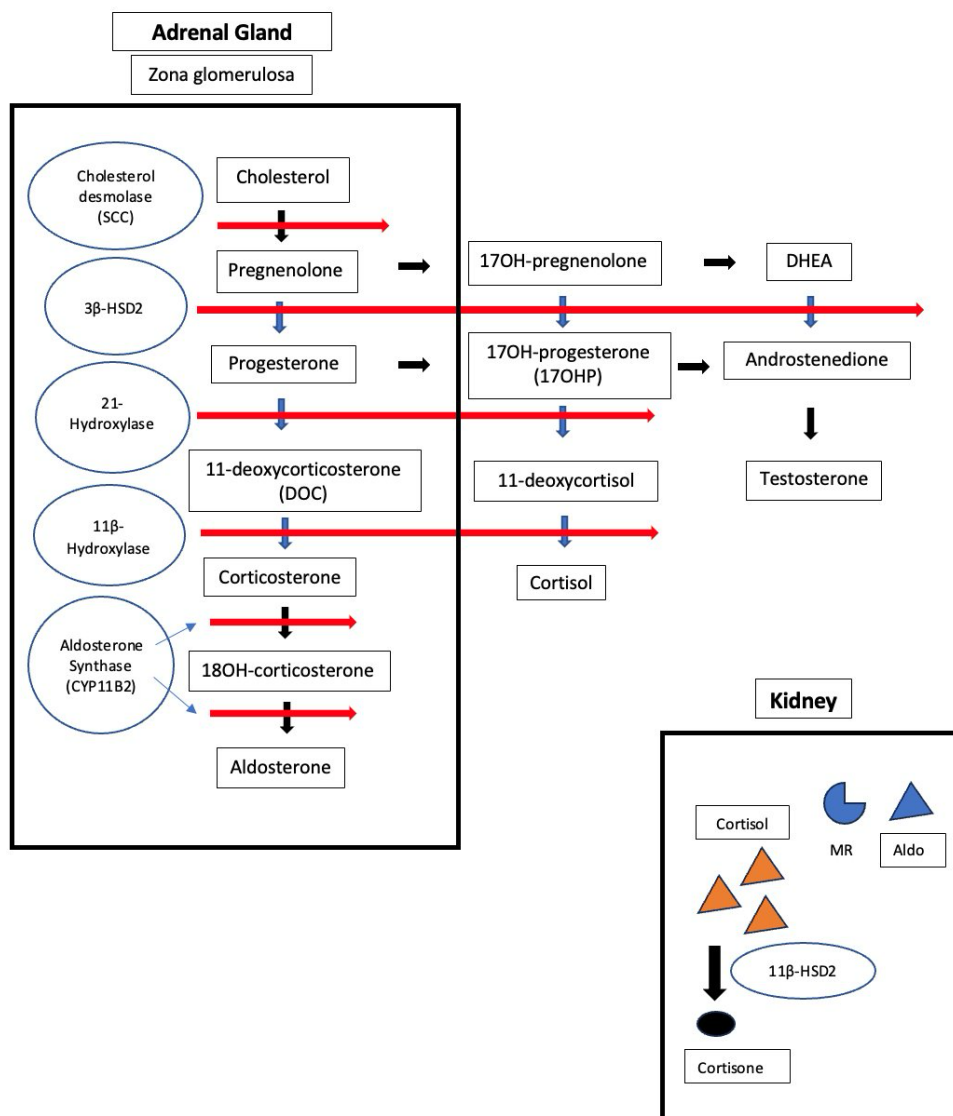 Adrenal Gland
Zona glomerulosa
Cholesterol
desmolase
(SCC)
Cholesterol
Pregnenolone
17OH-pregnenolone
DHEA
3β-HSD2
Progesterone
17OH-progesterone
(17OHP)
Androstenedione
21-
Hydroxylase
11-deoxycorticosterone
(DOC)
11-deoxycortisol
Testosterone
11β-
Hydroxylase
Corticosterone
Cortisol
Aldosterone
Synthase
(CYP11B2)
18OH-corticosterone
Aldosterone
Kidney
Cortisol
MR
Aldo
11β-HSD2
Cortisone